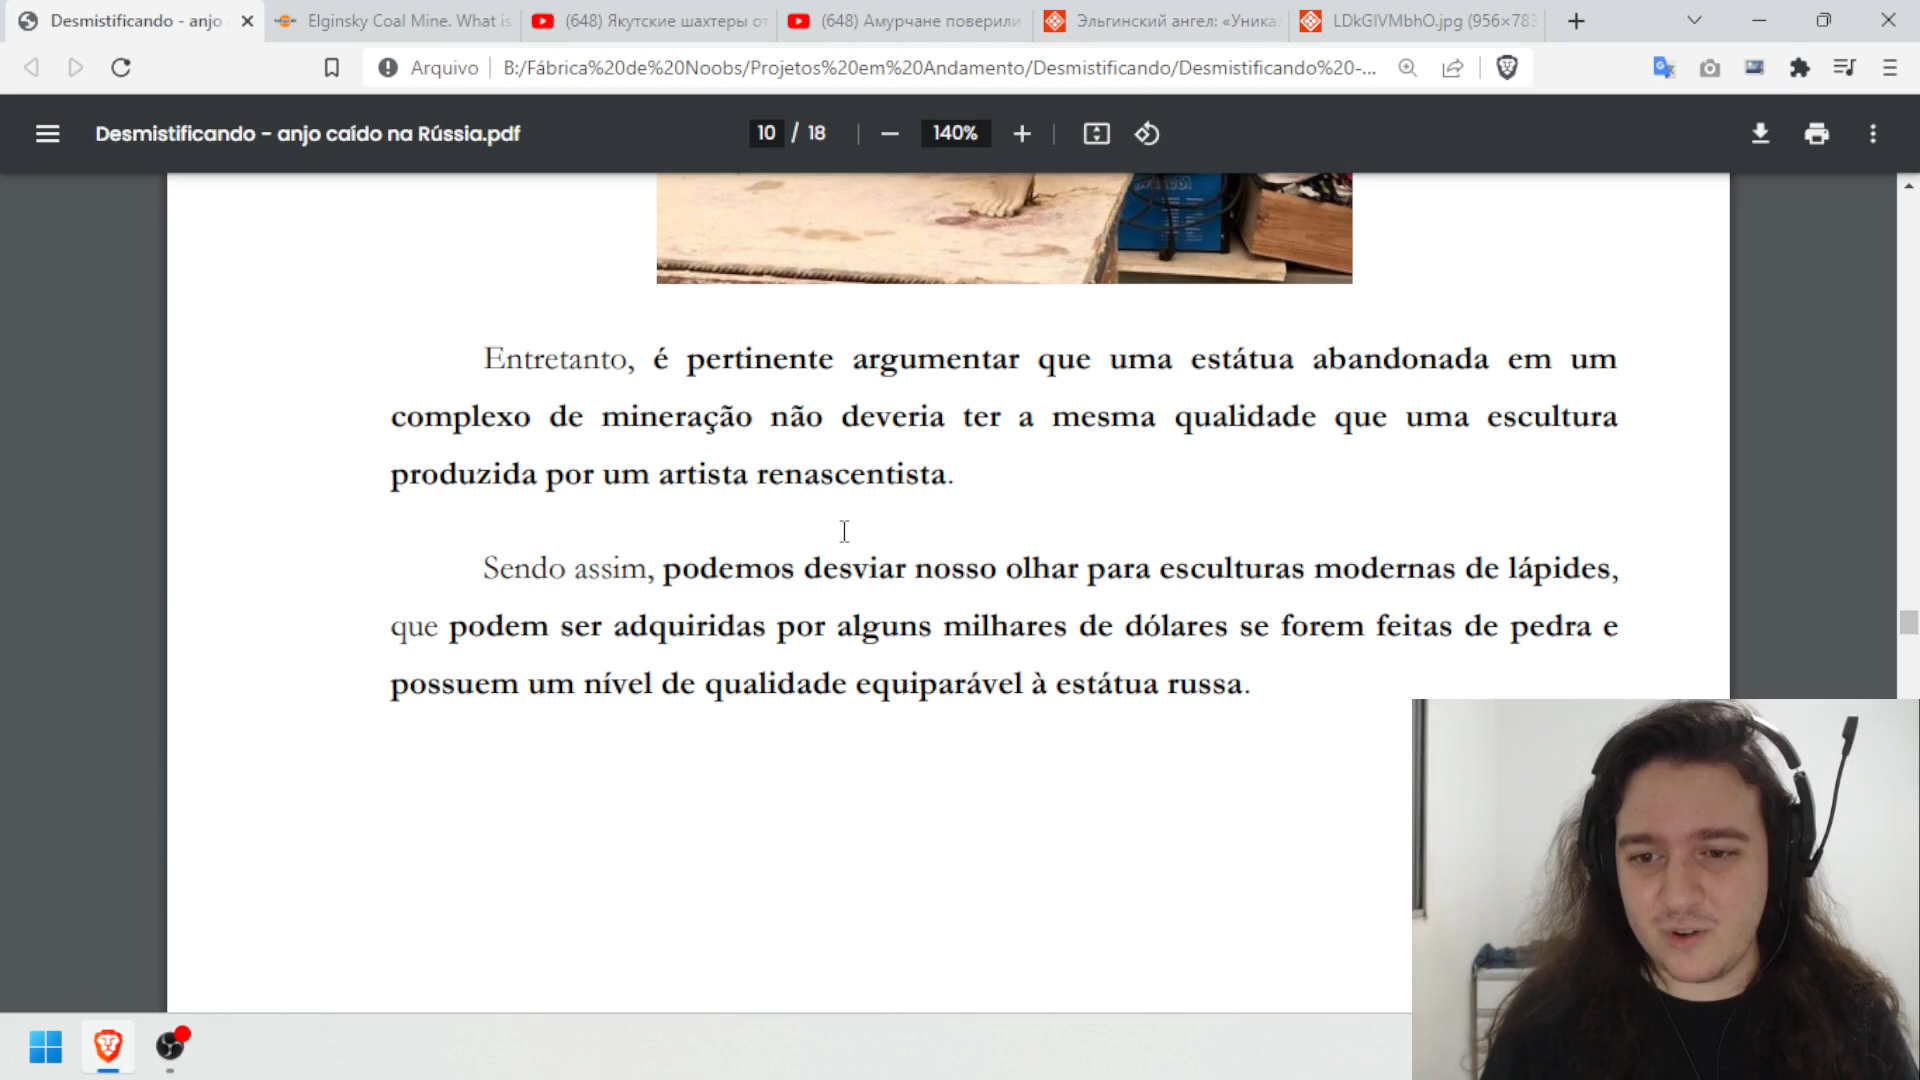 Desmistificando - anjo
Elginsky Coal Mine. What is
(648) Якутские шахтеры от
(648) Амурчане поверили
Эльгинский ангел: «Уника
LDkGlVMbhO.jpg (956×783
Arquivo
B:/Fábrica%20de%20Noobs/Projetos%20em%20Andamento/Desmistificando/Desmistificando%20-...
Desmistificando - anjo caído na Rússia.pdf
10 / 18
140%
Entretanto, é pertinente argumentar que uma estátua abandonada em um
complexo de mineração não deveria ter a mesma qualidade que uma escultura
produzida por um artista renascentista.
Sendo assim, podemos desviar nosso olhar para esculturas modernas de lápides,
que podem ser adquiridas por alguns milhares de dólares se forem feitas de pedra e
possuem um nível de qualidade equiparável à estátua russa.